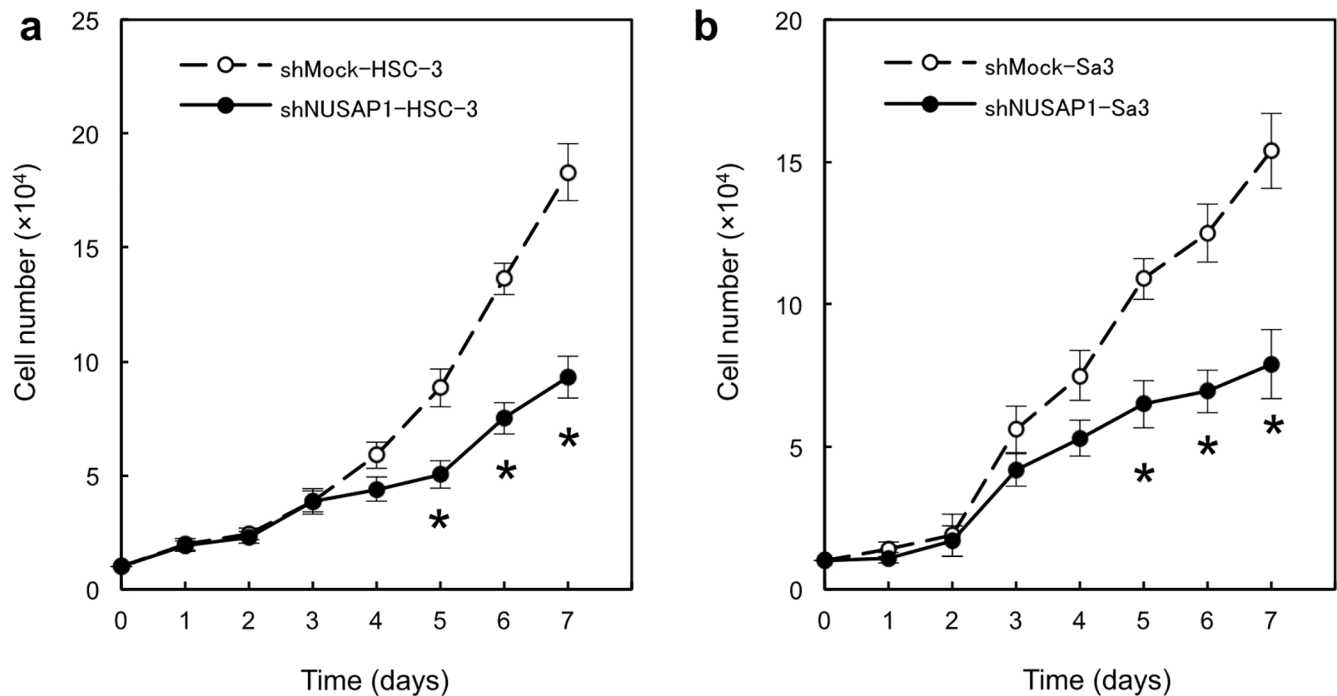 a
25
20
15
10
5
0
Cell number (×10⁴)
shMock-HSC-3
shNUSAP1-HSC-3
*
*
*
0 1 2 3 4 5 6 7
Time (days)
b
20
15
10
5
0
Cell number (×10⁴)
shMock-Sa3
shNUSAP1-Sa3
*
*
*
0 1 2 3 4 5 6 7
Time (days)